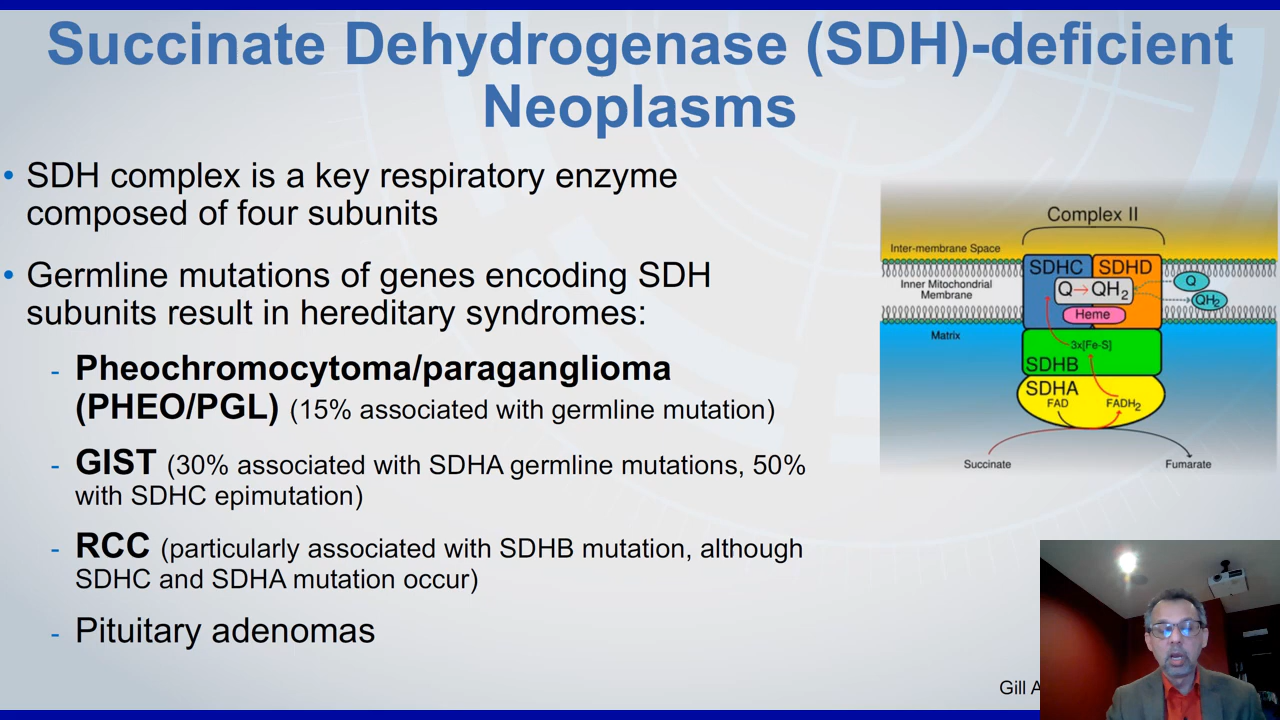 Succinate Dehydrogenase (SDH)-deficient
Neoplasms
• SDH complex is a key respiratory enzyme
composed of four subunits
• Germline mutations of genes encoding SDH
subunits result in hereditary syndromes:
- Pheochromocytoma/paraganglioma
(PHEO/PGL) (15% associated with germline mutation)
- GIST (30% associated with SDHA germline mutations, 50%
with SDHC epimutation)
- RCC (particularly associated with SDHB mutation, although
SDHC and SDHA mutation occur)
- Pituitary adenomas
Complex II
Inter-membrane Space
SDHC SDHD
Inner Mitochondrial
Membrane
Q→QH2
Q
QH2
Heme
Matrix
3x[Fe-S]
SDHB
SDHA
FAD FADH2
Succinate Fumarate
Gill A